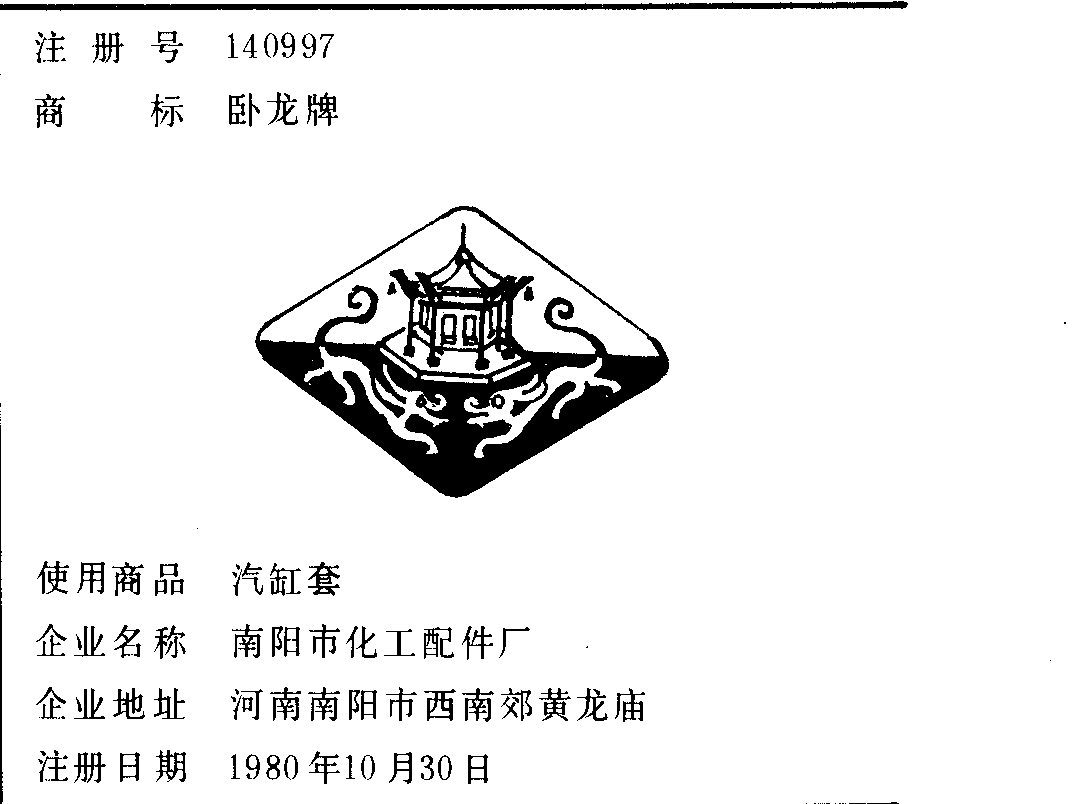 注册号 140997
商标 卧龙牌
使用商品 汽缸套
企业名称 南阳市化工配件厂
企业地址 河南南阳市西南郊黄龙庙
注册日期 1980年10月30日